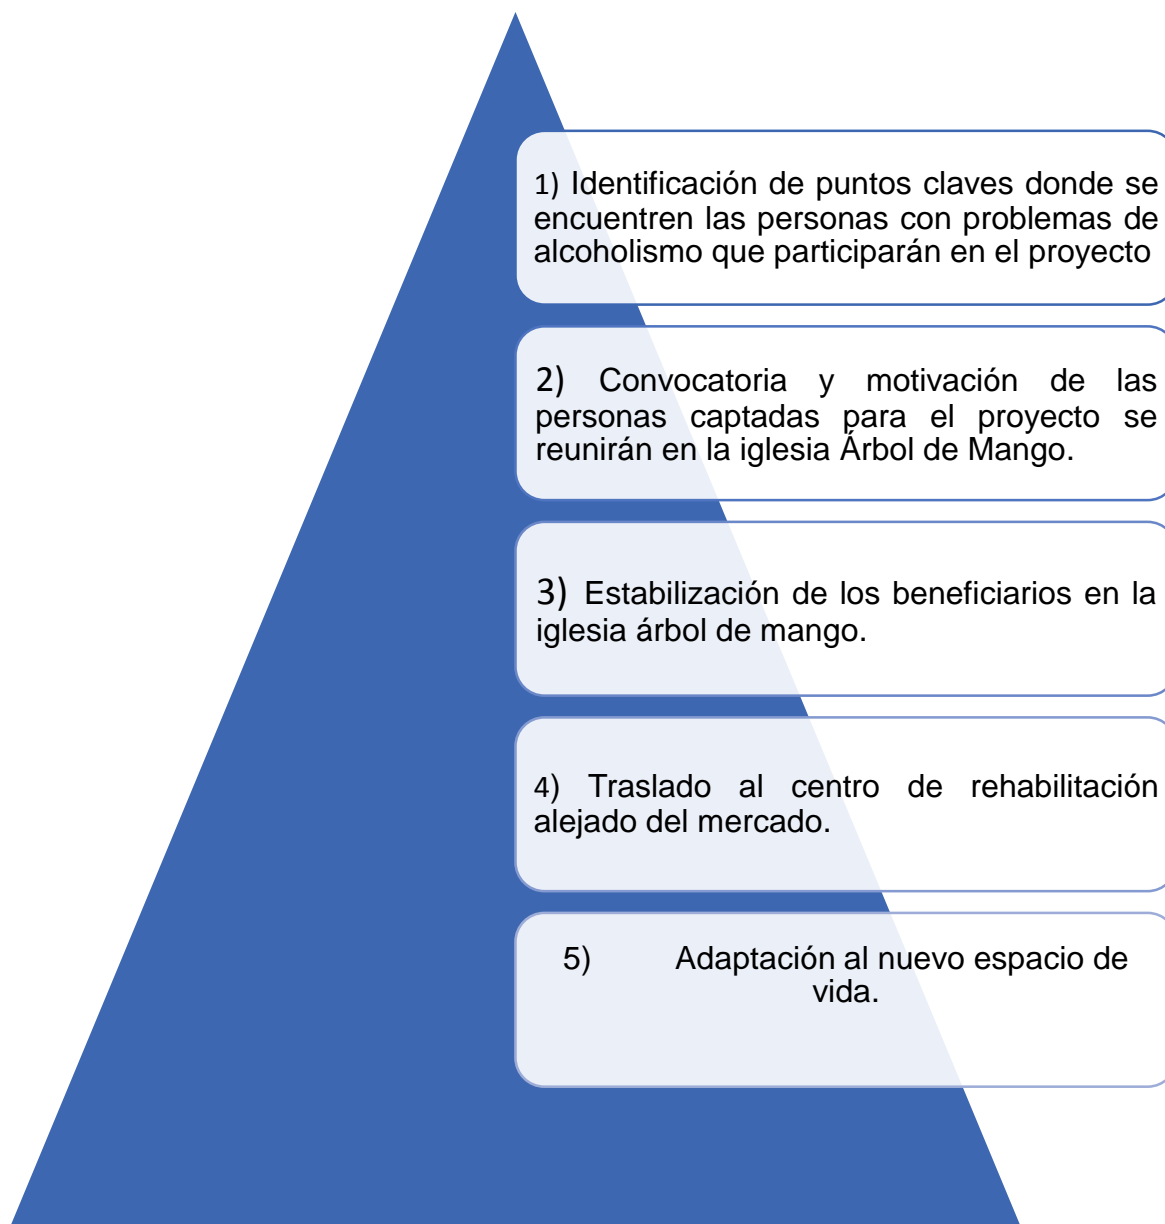 1) Identificación de puntos claves donde se
encuentren las personas con problemas de
alcoholismo que participarán en el proyecto
2) Convocatoria y motivación de las
personas captadas para el proyecto se
reunirán en la iglesia Árbol de Mango.
3) Estabilización de los beneficiarios en la
iglesia árbol de mango.
4) Traslado al centro de rehabilitación
alejado del mercado.
5) Adaptación al nuevo espacio de
vida.